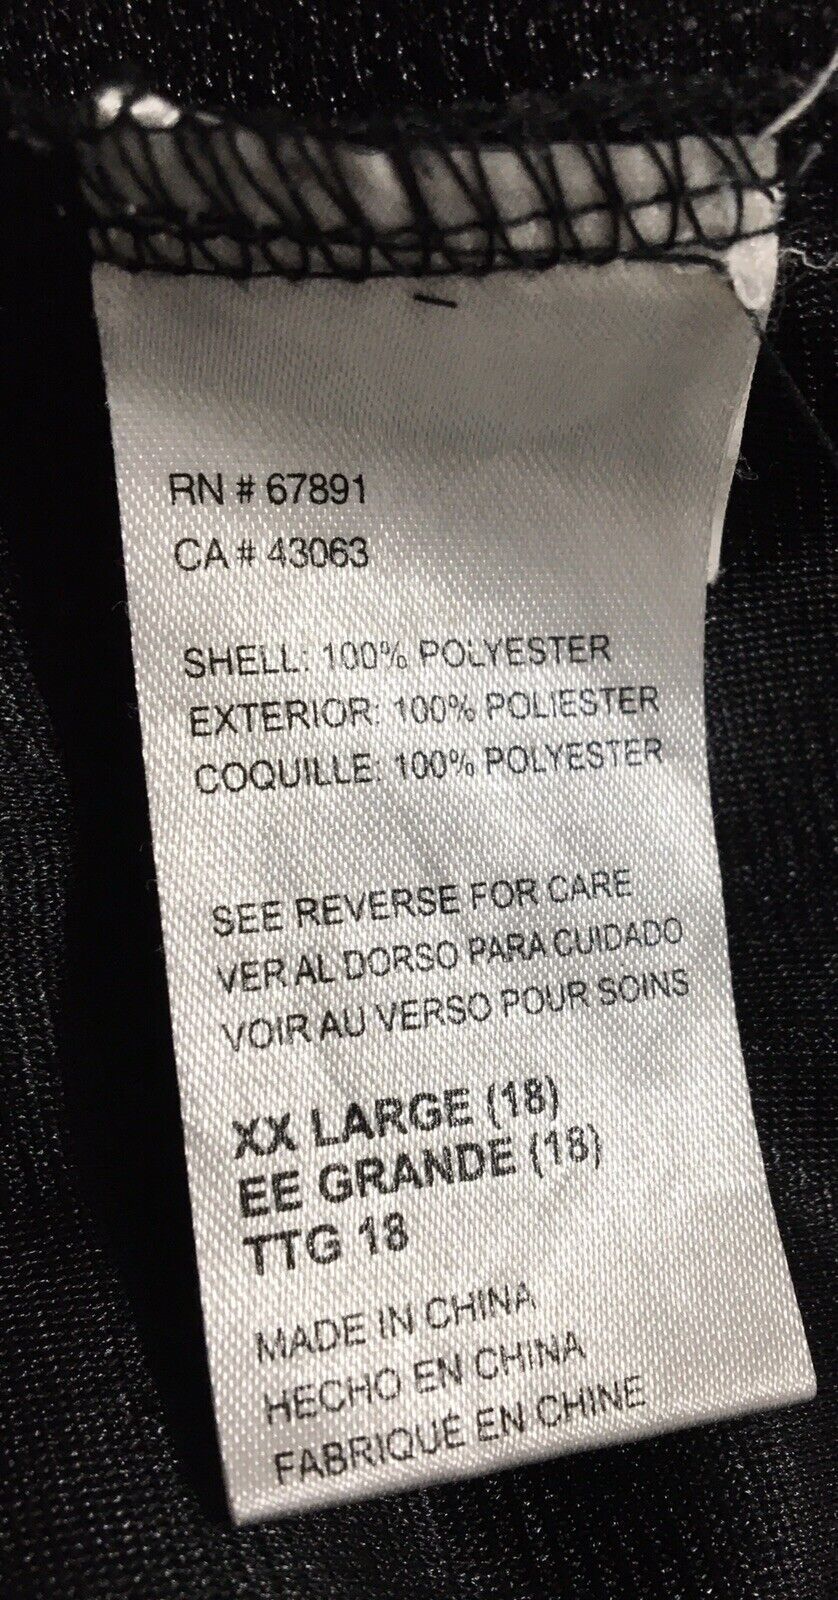 RN # 67891
CA # 43063
SHELL: 100% POLYESTER
EXTERIOR: 100% POLIESTER
COQUILLE: 100% POLYESTER
SEE REVERSE FOR CARE
VER AL DORSO PARA CUIDADO
VOIR AU VERSO POUR SOINS
XX LARGE (18)
EE GRANDE (18)
TTG 18
MADE IN CHINA
HECHO EN CHINA
FABRIQUÉ EN CHINE